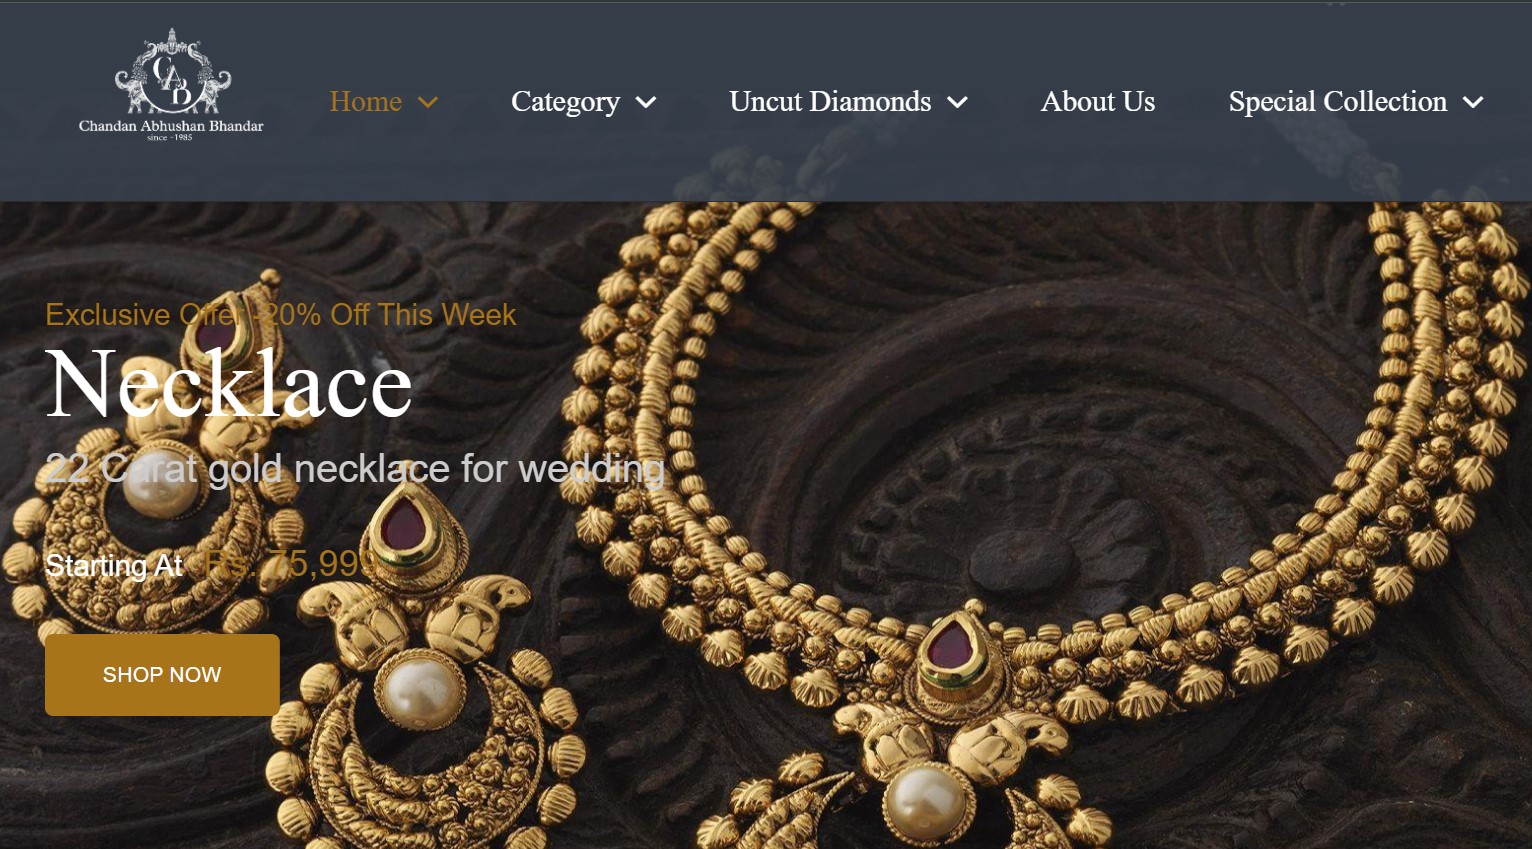 CAB
Chandan Abhushan Bhandar
since -1985
Home
Category
Uncut Diamonds
About Us
Special Collection
Exclusive Offer -20% Off This Week
Necklace
22 Carat gold necklace for wedding
Starting At Rs. 75,999
SHOP NOW